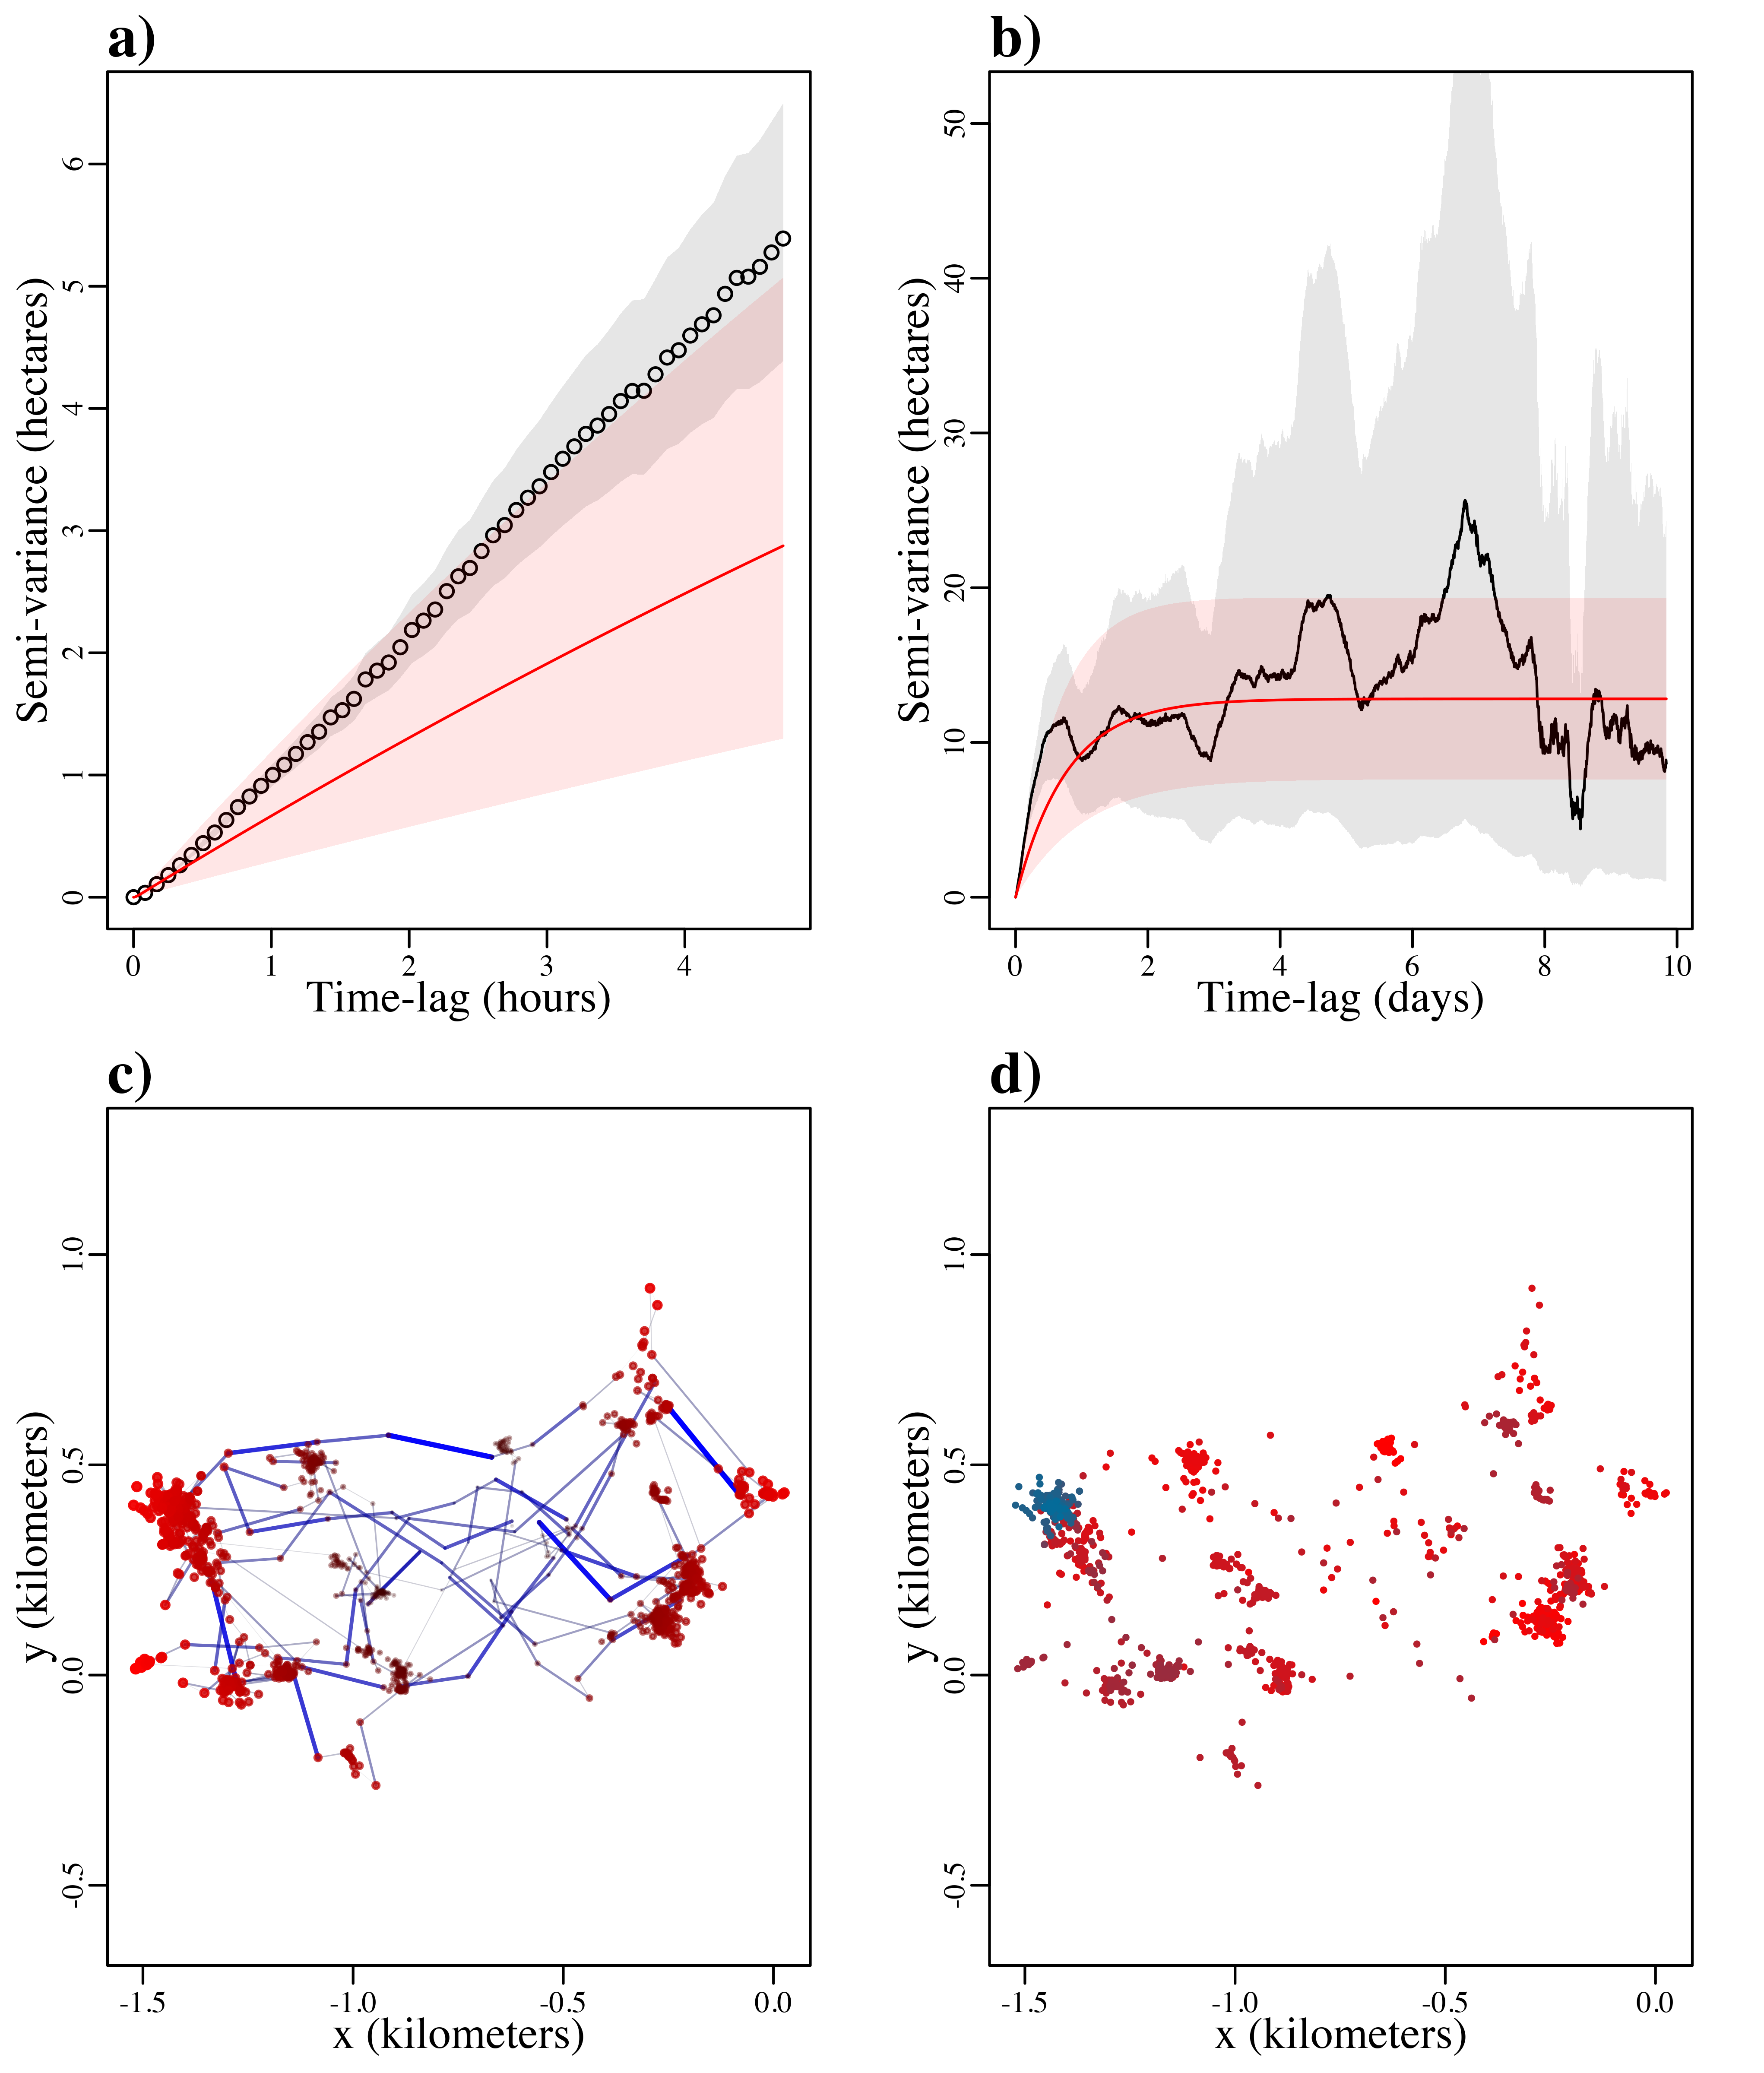 a)
Semi-variance (hectares)
0 1 2 3 4 5 6
0 1 2 3 4
Time-lag (hours)
b)
Semi-variance (hectares)
0 10 20 30 40 50
0 2 4 6 8 10
Time-lag (days)
c)
y (kilometers)
-0.5 0.0 0.5 1.0
-1.5 -1.0 -0.5 0.0
x (kilometers)
d)
y (kilometers)
-0.5 0.0 0.5 1.0
-1.5 -1.0 -0.5 0.0
x (kilometers)